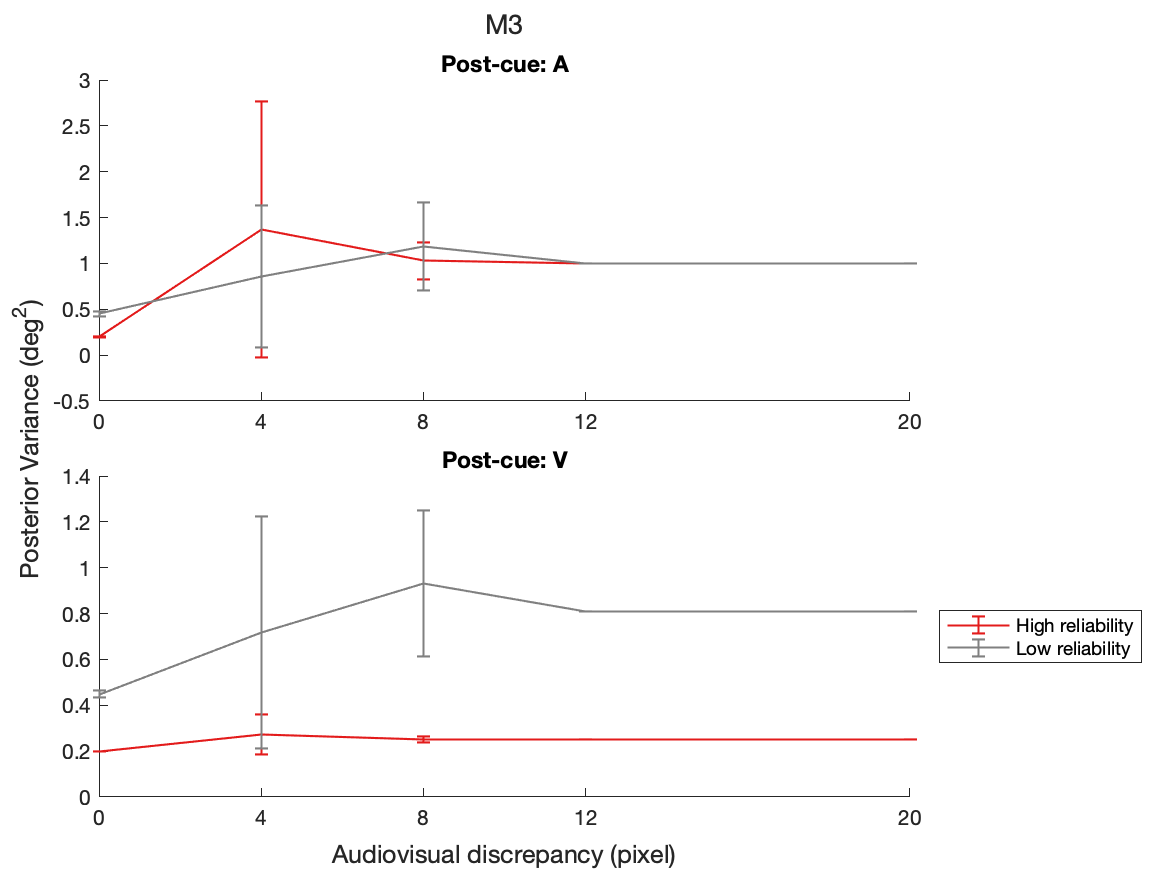 M3
Post-cue: A
3
2.5
2
1.5
1
0.5
0
-0.5
0 4 8 12 20
Posterior Variance (deg²)
Post-cue: V
1.4
1.2
1
0.8
0.6
0.4
0.2
0
0 4 8 12 20
Audiovisual discrepancy (pixel)
High reliability
Low reliability